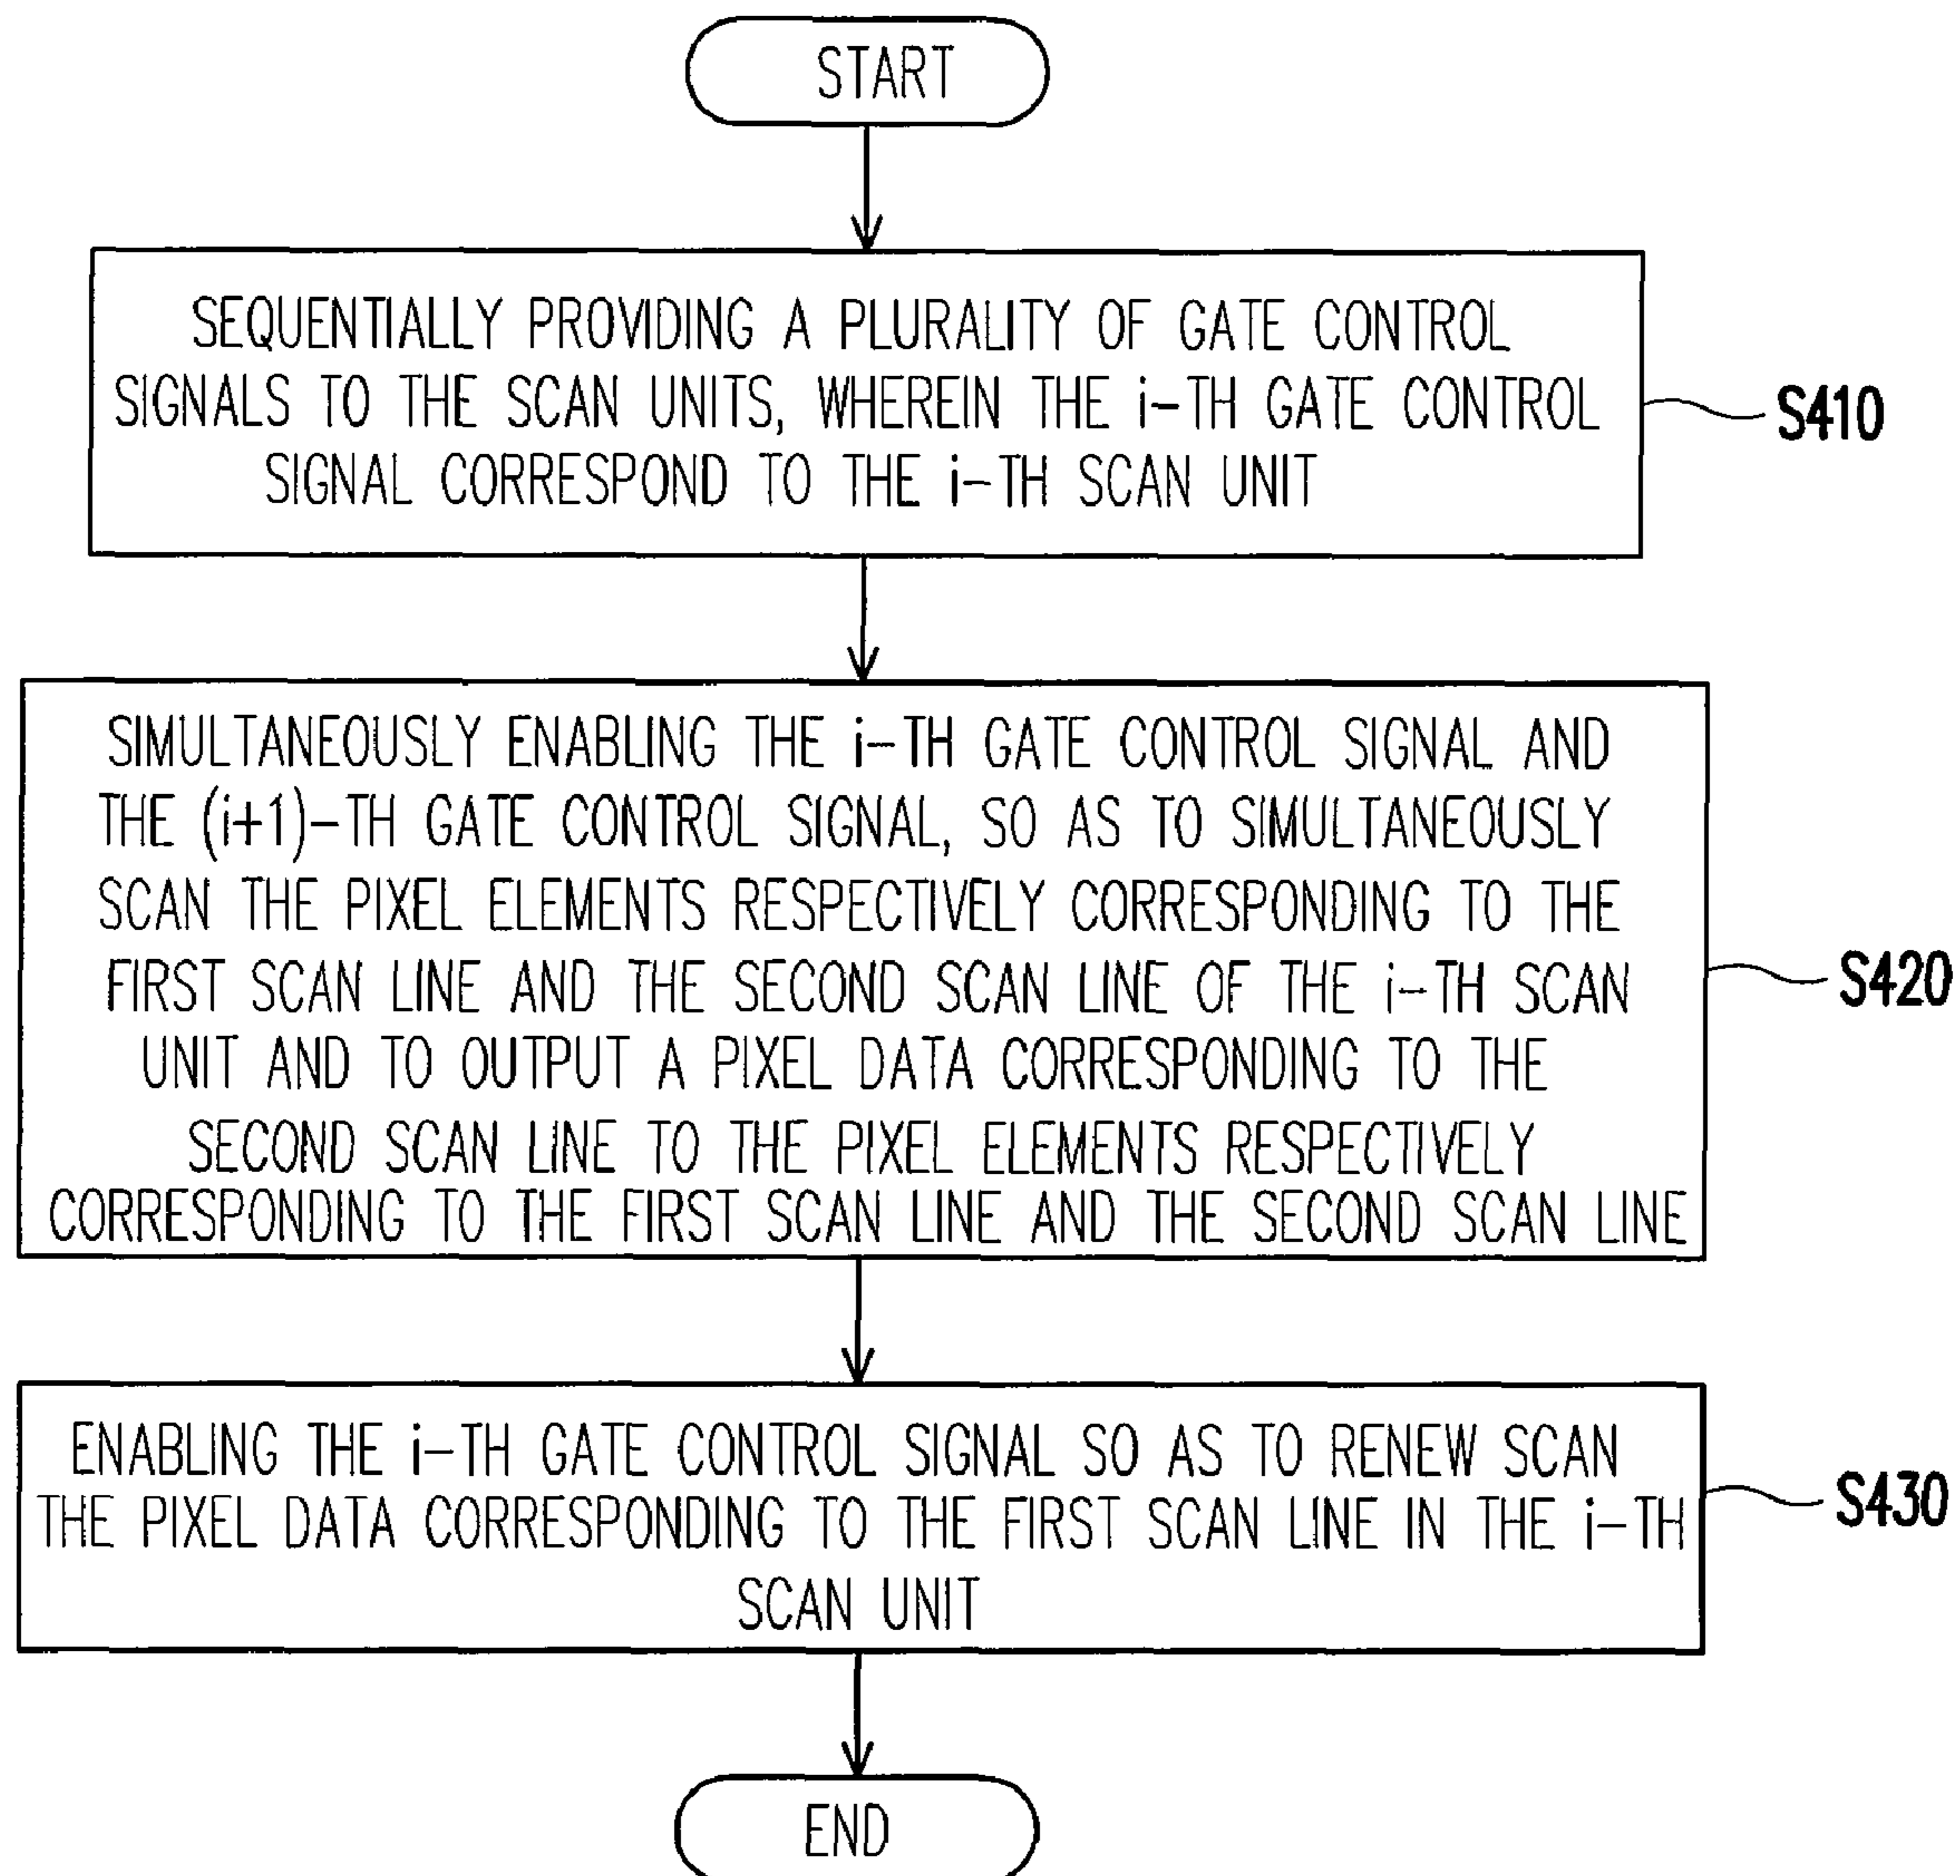 START
SEQUENTIALLY PROVIDING A PLURALITY OF GATE CONTROL
SIGNALS TO THE SCAN UNITS, WHEREIN THE i-TH GATE CONTROL
SIGNAL CORRESPOND TO THE i-TH SCAN UNIT
S410
SIMULTANEOUSLY ENABLING THE i-TH GATE CONTROL SIGNAL AND
THE (i+1)-TH GATE CONTROL SIGNAL, SO AS TO SIMULTANEOUSLY
SCAN THE PIXEL ELEMENTS RESPECTIVELY CORRESPONDING TO THE
FIRST SCAN LINE AND THE SECOND SCAN LINE OF THE i-TH SCAN
UNIT AND TO OUTPUT A PIXEL DATA CORRESPONDING TO THE
SECOND SCAN LINE TO THE PIXEL ELEMENTS RESPECTIVELY
CORRESPONDING TO THE FIRST SCAN LINE AND THE SECOND SCAN LINE
S420
ENABLING THE i-TH GATE CONTROL SIGNAL SO AS TO RENEW SCAN
THE PIXEL DATA CORRESPONDING TO THE FIRST SCAN LINE IN THE i-TH
SCAN UNIT
S430
END